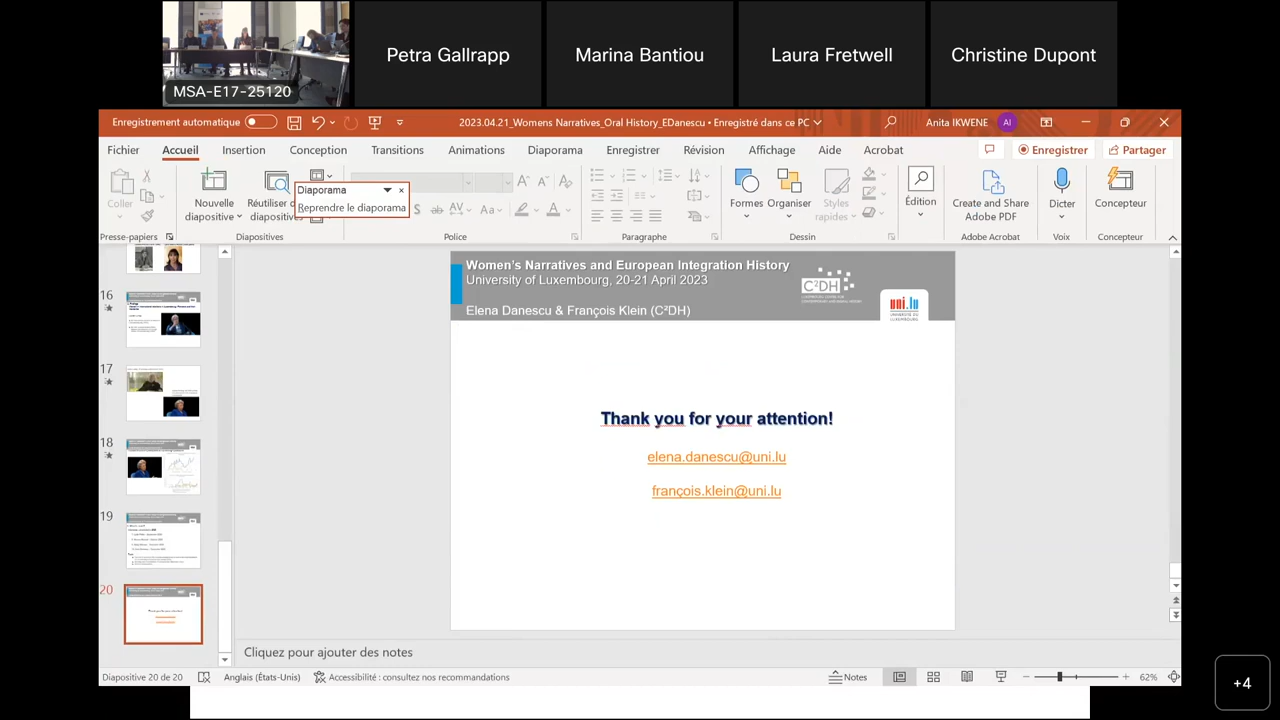 MSA-E17-25120
Petra Gallrapp
Marina Bantiou
Laura Fretwell
Christine Dupont
Enregistrement automatique
2023.04.21_Womens Narratives_Oral History_EDanescu • Enregistré dans ce PC
Anita IKWENE
AI
Fichier Accueil Insertion Conception Transitions Animations Diaporama Enregistrer Révision Affichage Aide Acrobat
Enregistrer
Partager
Coller
Nouvelle diapositive
Réutiliser des
diapositives
Diaporama
Reprendre le diaporama
Formes
Organiser
Styles rapides
Édition
Create and Share Adobe PDF
Dicter
Concepteur
Presse-papiers
Diapositives
Police
Paragraphe
Dessin
Adobe Acrobat
Voix
Concepteur
16
17
18
19
20
Women's Narratives and European Integration History
University of Luxembourg, 20-21 April 2023
Elena Danescu & François Klein (C²DH)
C²DH
uni.lu
UNIVERSITÉ DU
LUXEMBOURG
Thank you for your attention!
elena.danescu@uni.lu
françois.klein@uni.lu
Cliquez pour ajouter des notes
Diapositive 20 de 20
Anglais (États-Unis)
Accessibilité : consultez nos recommandations
Notes
62%
+4